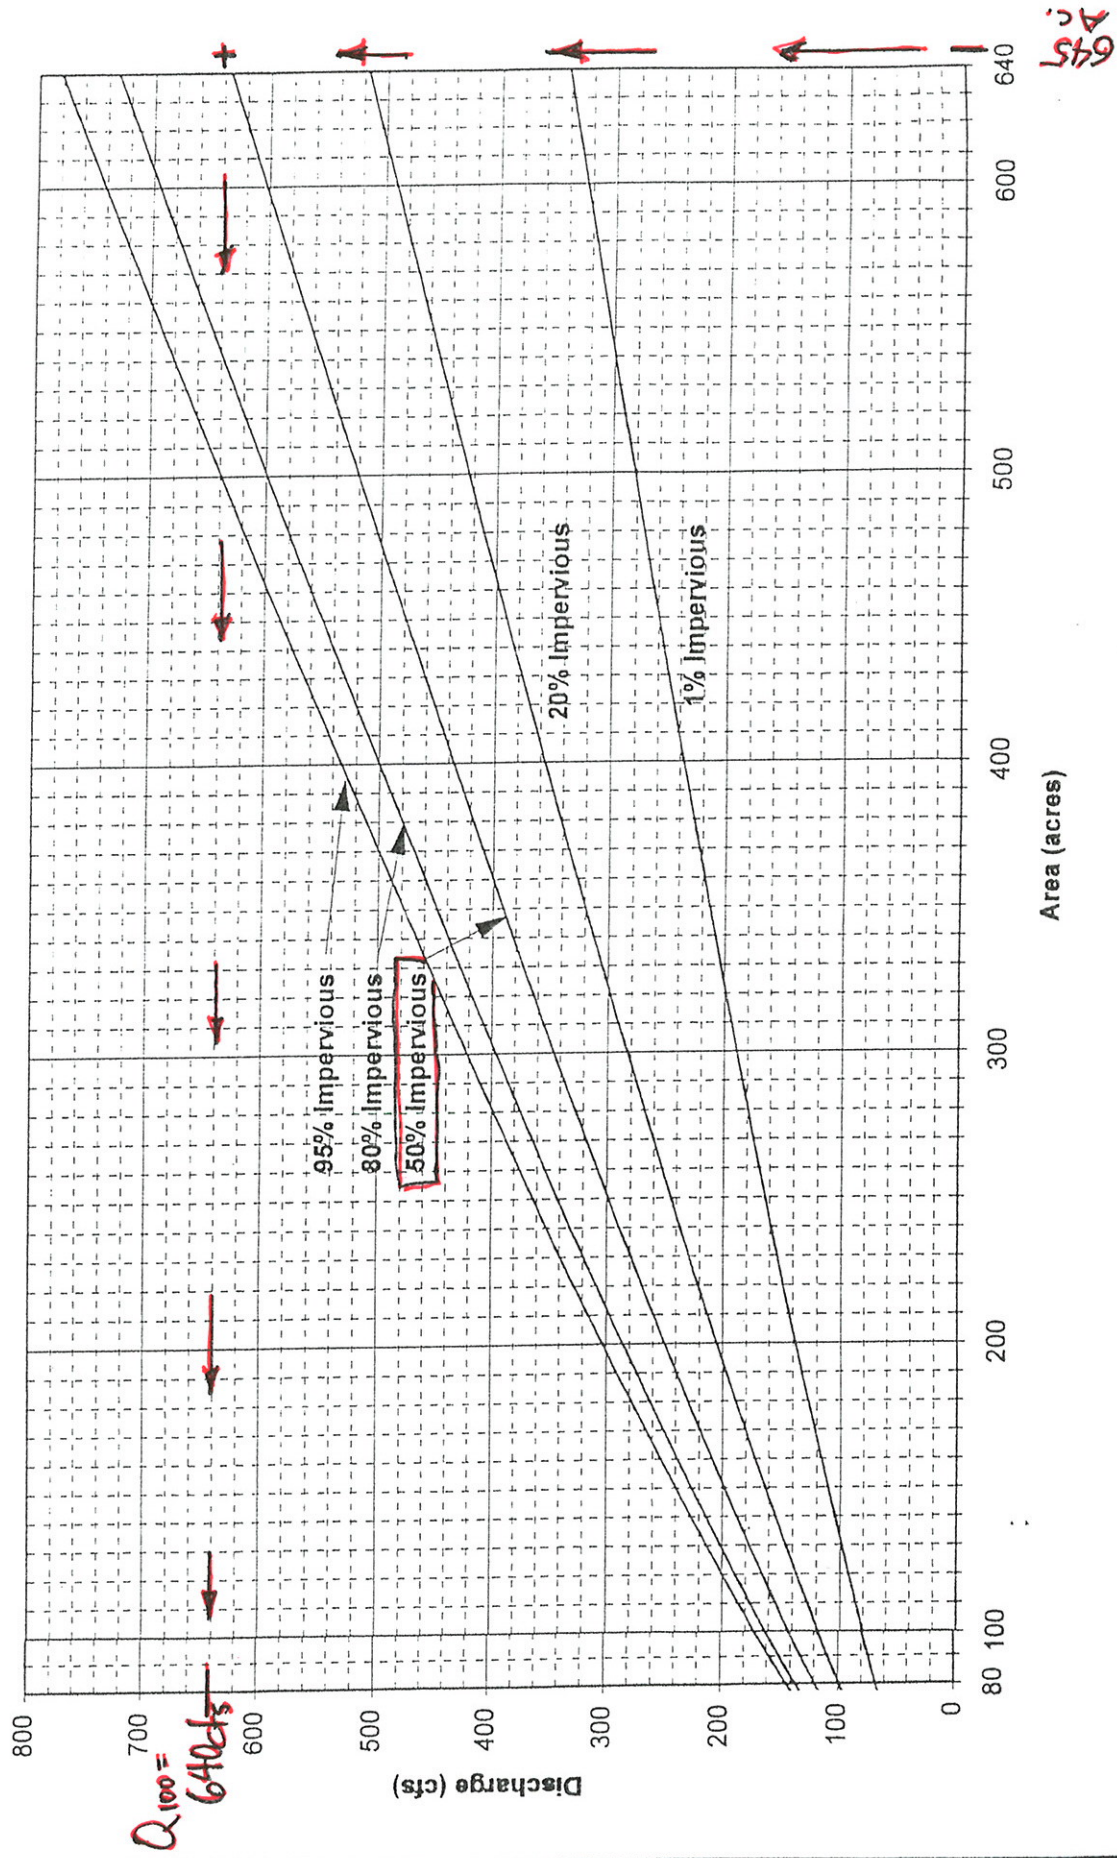 Q100 =
640cfs
800
700
600
500
400
300
200
100
0
Discharge (cfs)
95% Impervious
80% Impervious
50% Impervious
20% Impervious
1% Impervious
80
100
200
300
400
500
600
640
Area (acres)
645
Ac.